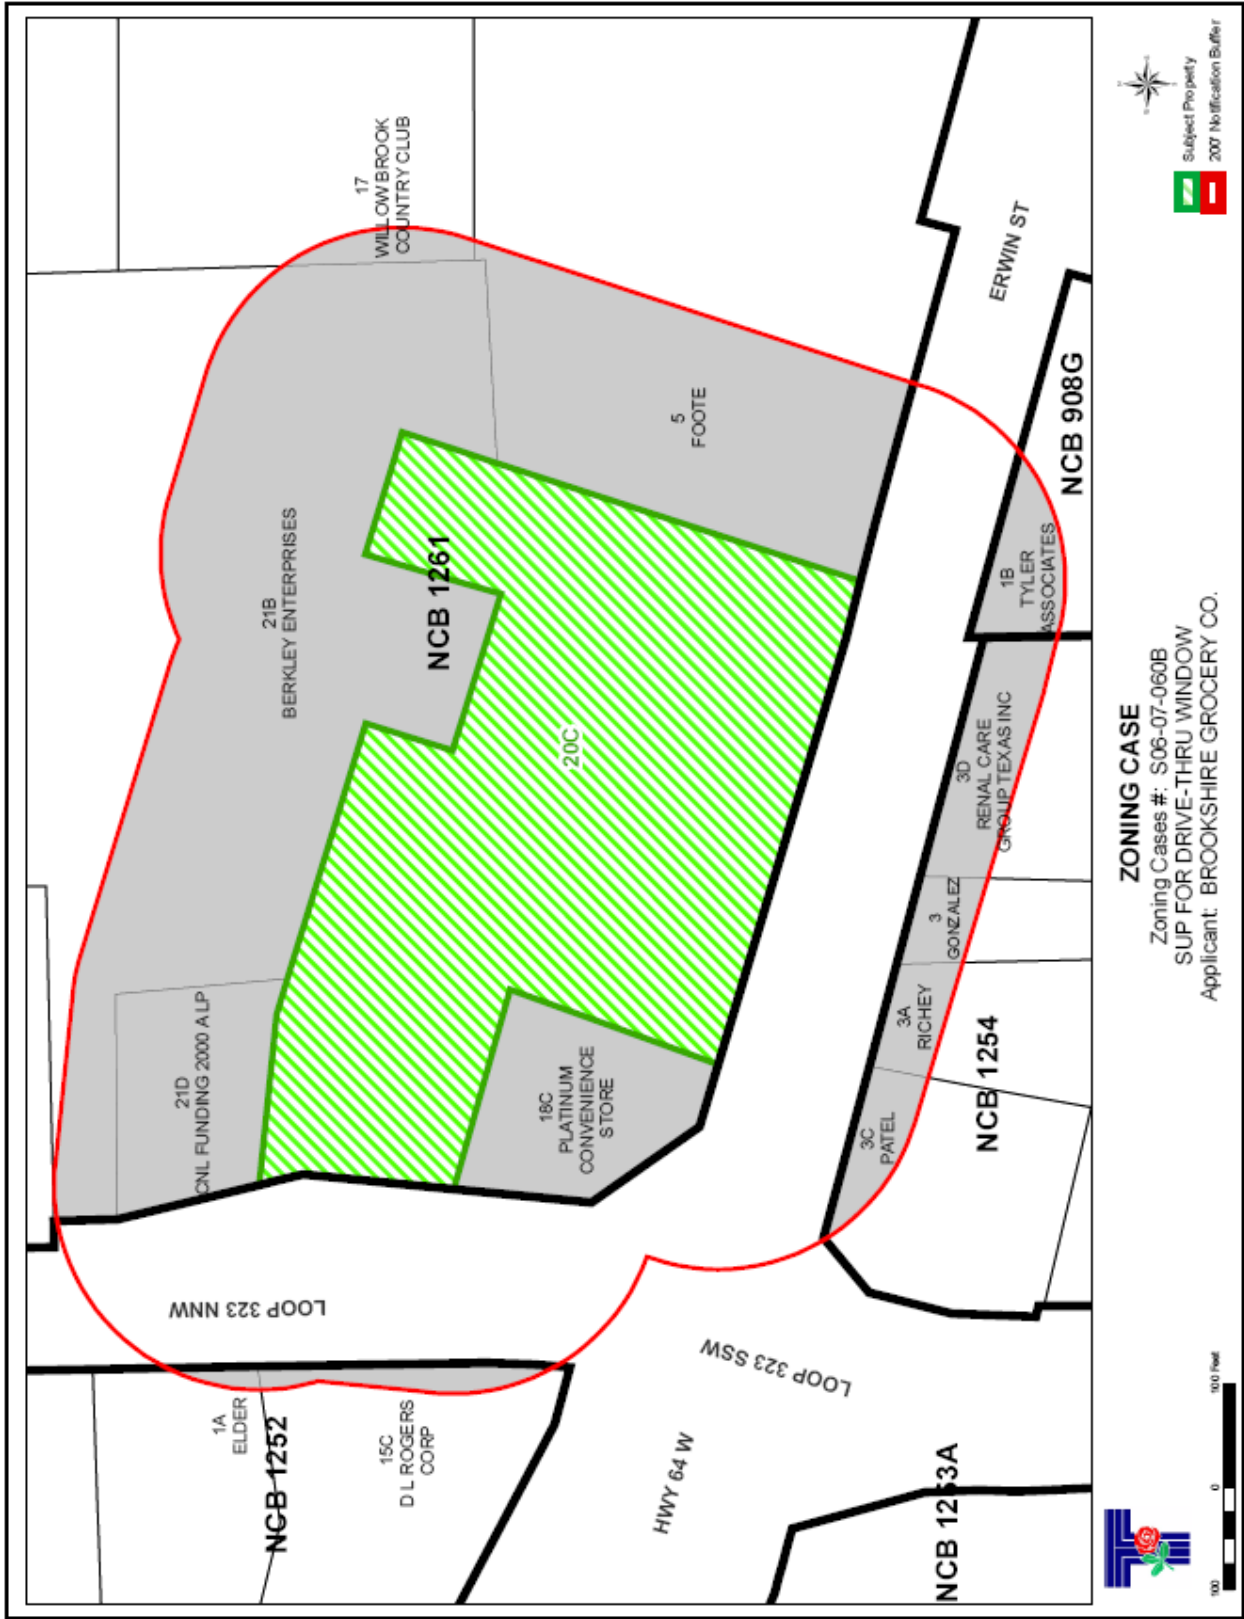 17
WILLOW BROOK
COUNTRY CLUB
21B
BERKLEY ENTERPRISES
NCB 1261
5
FOOTE
20C
21D
CNL FUNDING 2000 A LP
18C
PLATINUM
CONVENIENCE
STORE
LOOP 323 NNW
1A
ELDER
NCB 1252
15C
D L ROGERS
CORP
HWY 64 W
LOOP 323 SSW
NCB 1253A
ERWIN ST
NCB 908G
1B
TYLER
ASSOCIATES
3D
RENAL CARE
GROUP TEXAS INC
3
GONZALEZ
3A
RICHEY
3C
PATEL
NCB 1254
ZONING CASE
Zoning Cases #: S06-07-060B
SUP FOR DRIVE-THRU WINDOW
Applicant: BROOKSHIRE GROCERY CO.
Subject Property
200' Notification Buffer
100 0 100 Feet